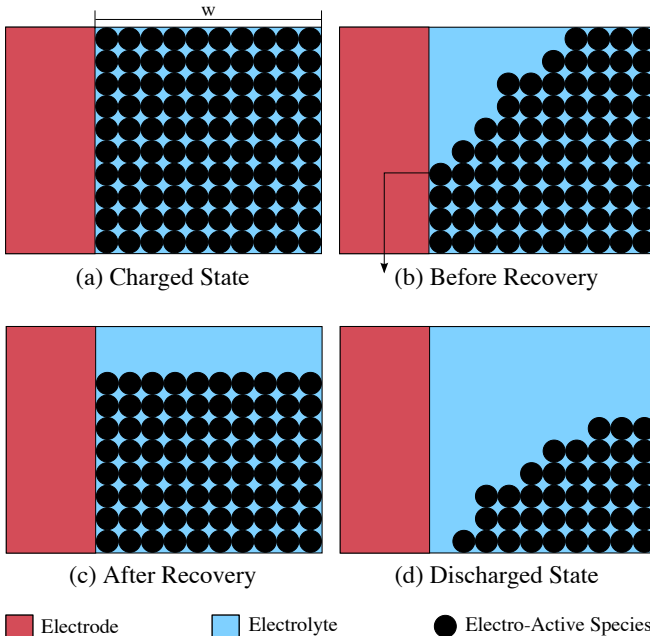 w
(a) Charged State
(b) Before Recovery
(c) After Recovery
(d) Discharged State
Electrode
Electrolyte
Electro-Active Species